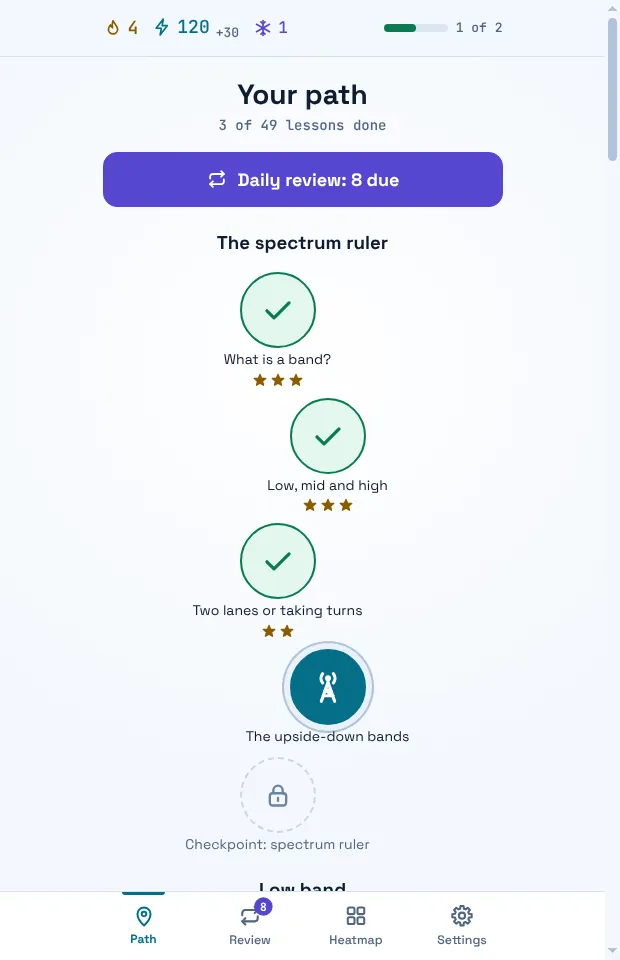 4 120 +30 1 1 of 2
Your path
3 of 49 lessons done
Daily review: 8 due
The spectrum ruler
What is a band?
Low, mid and high
Two lanes or taking turns
The upside-down bands
Checkpoint: spectrum ruler
Low band
8
Path Review Heatmap Settings